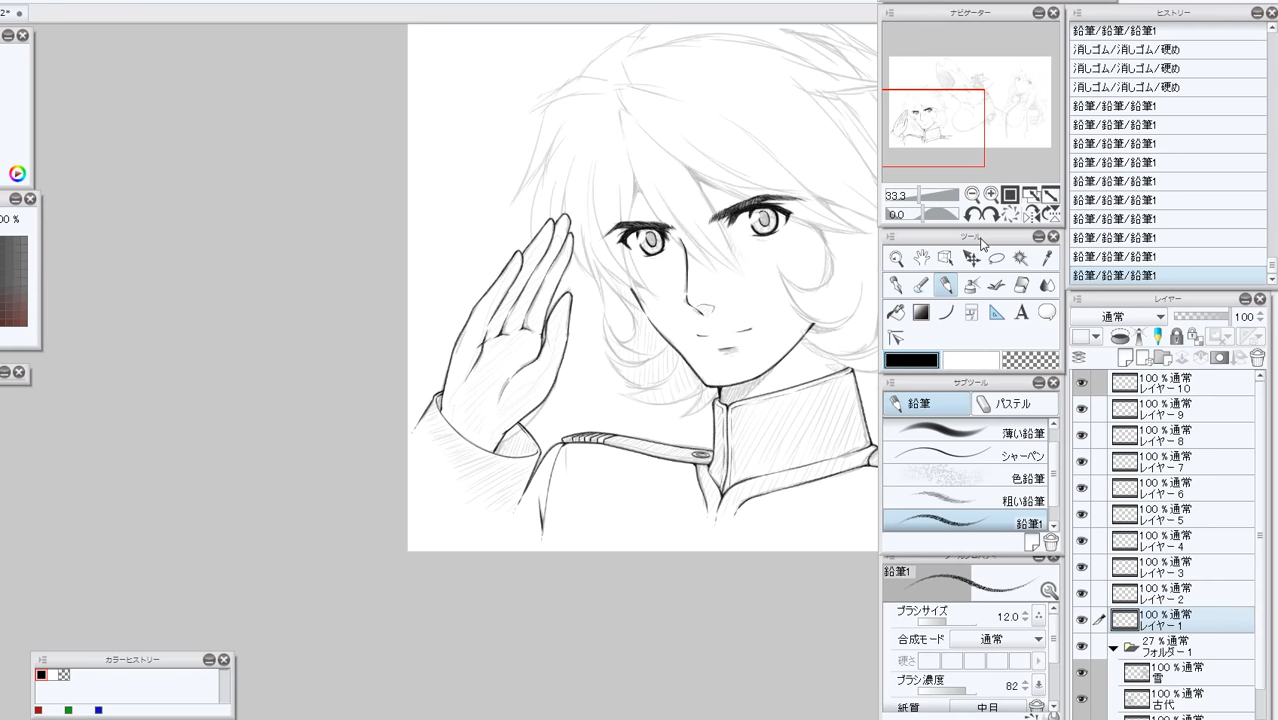 2*
ナビゲーター
33.3
0.0
ツール
サブツール
鉛筆
パステル
薄い鉛筆
シャーペン
色鉛筆
粗い鉛筆
鉛筆1
鉛筆1
ブラシサイズ
12.0
合成モード
通常
硬さ
ブラシ濃度
82
紙質
中目
ヒストリー
鉛筆/鉛筆/鉛筆1
消しゴム/消しゴム/硬め
消しゴム/消しゴム/硬め
消しゴム/消しゴム/硬め
鉛筆/鉛筆/鉛筆1
鉛筆/鉛筆/鉛筆1
鉛筆/鉛筆/鉛筆1
鉛筆/鉛筆/鉛筆1
鉛筆/鉛筆/鉛筆1
鉛筆/鉛筆/鉛筆1
鉛筆/鉛筆/鉛筆1
鉛筆/鉛筆/鉛筆1
鉛筆/鉛筆/鉛筆1
鉛筆/鉛筆/鉛筆1
レイヤー
通常
100
100 %通常
レイヤー10
100 %通常
レイヤー9
100 %通常
レイヤー8
100 %通常
レイヤー7
100 %通常
レイヤー6
100 %通常
レイヤー5
100 %通常
レイヤー4
100 %通常
レイヤー3
100 %通常
レイヤー2
100 %通常
レイヤー1
27 %通常
フォルダー1
100 %通常
雪
100 %通常
古代
00 %
カラーヒストリー